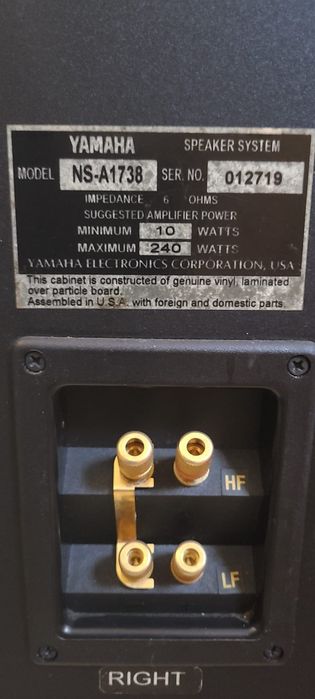 YAMAHA SPEAKER SYSTEM
MODEL NS-A1738 SER. NO. 012719
IMPEDANCE 6 OHMS
SUGGESTED AMPLIFIER POWER
MINIMUM 10 WATTS
MAXIMUM 240 WATTS
YAMAHA ELECTRONICS CORPORATION, USA
This cabinet is constructed of genuine vinyl, laminated
over particle board.
Assembled in U.S.A. with foreign and domestic parts.
HF
LF
RIGHT